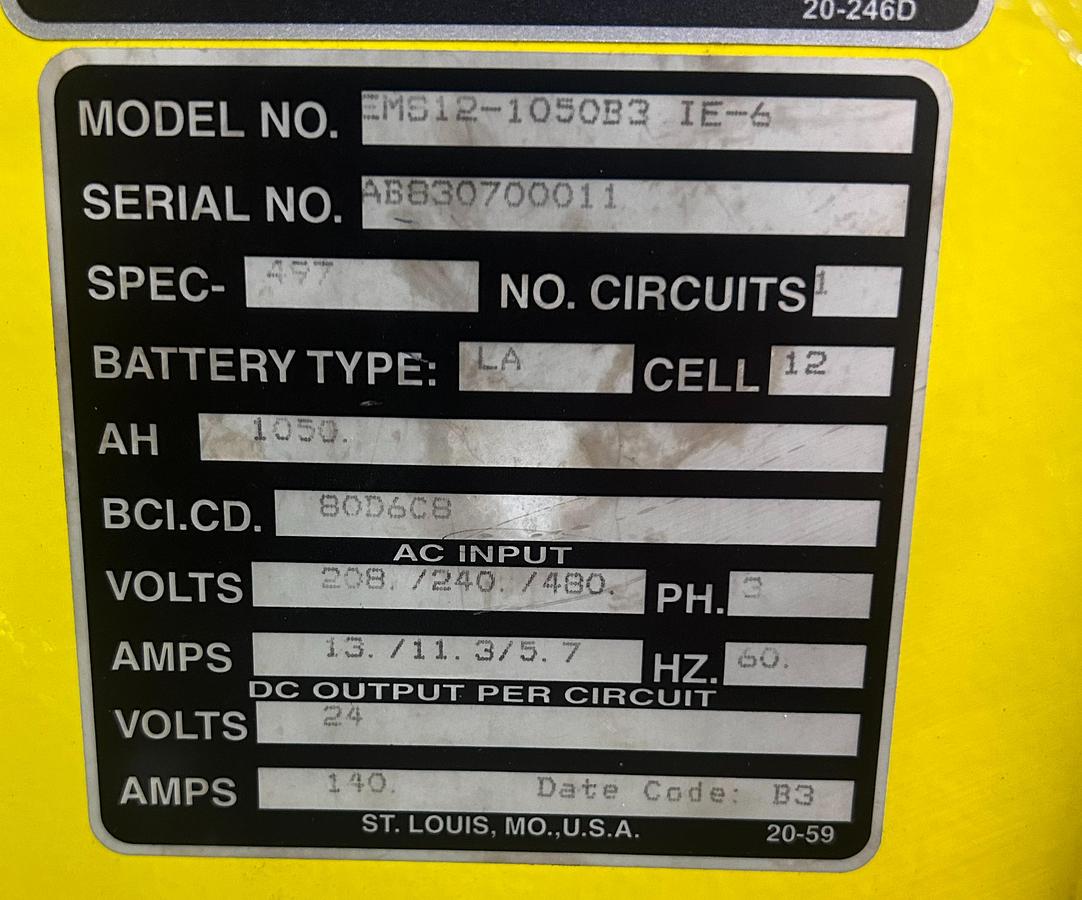 20-246D
MODEL NO. EMS12-1050B3 IE-6
SERIAL NO. AB830700011
SPEC- 497 NO. CIRCUITS 1
BATTERY TYPE: LA CELL 12
AH 1050.
BCI.CD. 80D6C8
AC INPUT
VOLTS 208. /240. /480. PH. 3
AMPS 13. /11. 3/5. 7 HZ. 60.
DC OUTPUT PER CIRCUIT
VOLTS 24
AMPS 140. Date Code: B3
ST. LOUIS, MO.,U.S.A. 20-59